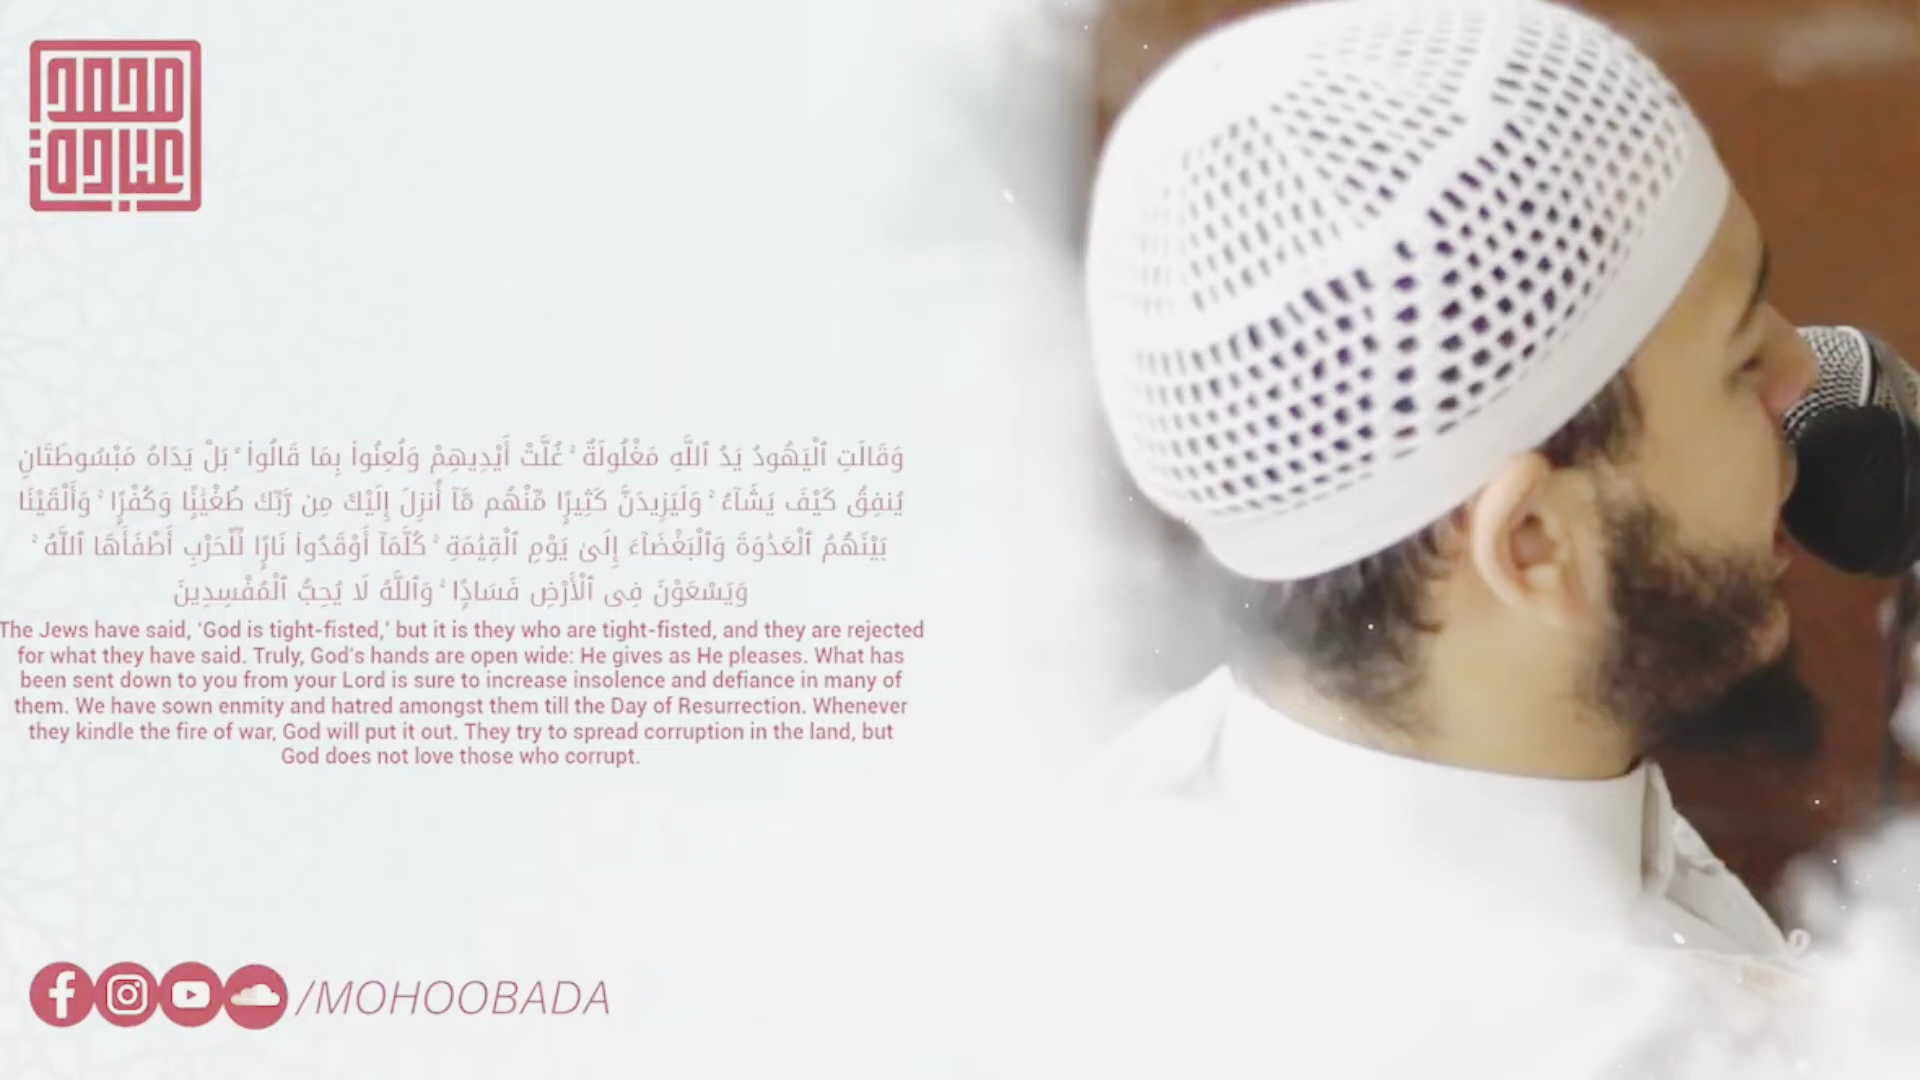 محمد
عبادة
وَقَالَتِ ٱلْيَهُودُ يَدُ ٱللَّهِ مَغْلُولَةٌ ۚ غُلَّتْ أَيْدِيهِمْ وَلُعِنُوا۟ بِمَا قَالُوا۟ ۘ بَلْ يَدَاهُ مَبْسُوطَتَانِ
يُنفِقُ كَيْفَ يَشَآءُ ۚ وَلَيَزِيدَنَّ كَثِيرًا مِّنْهُم مَّآ أُنزِلَ إِلَيْكَ مِن رَّبِّكَ طُغْيَٰنًا وَكُفْرًا ۚ وَأَلْقَيْنَا
بَيْنَهُمُ ٱلْعَدَٰوَةَ وَٱلْبَغْضَآءَ إِلَىٰ يَوْمِ ٱلْقِيَٰمَةِ ۚ كُلَّمَآ أَوْقَدُوا۟ نَارًا لِّلْحَرْبِ أَطْفَأَهَا ٱللَّهُ ۚ
وَيَسْعَوْنَ فِى ٱلْأَرْضِ فَسَادًا ۚ وَٱللَّهُ لَا يُحِبُّ ٱلْمُفْسِدِينَ
The Jews have said, 'God is tight-fisted,' but it is they who are tight-fisted, and they are rejected
for what they have said. Truly, God's hands are open wide: He gives as He pleases. What has
been sent down to you from your Lord is sure to increase insolence and defiance in many of
them. We have sown enmity and hatred amongst them till the Day of Resurrection. Whenever
they kindle the fire of war, God will put it out. They try to spread corruption in the land, but
God does not love those who corrupt.
/MOHOOBADA